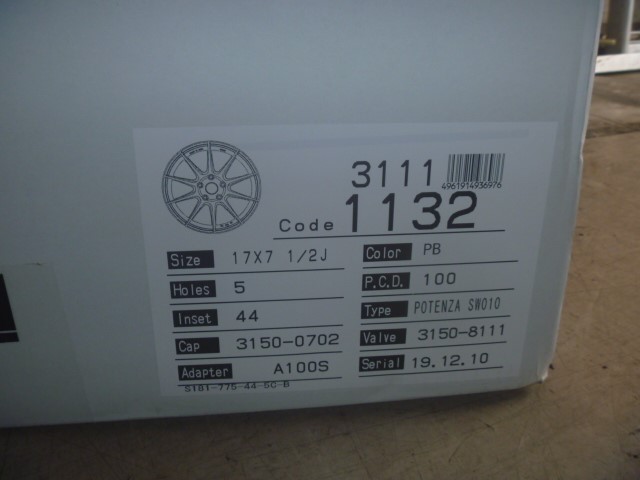 3111
4961914936976
Code 1132
Size 17X7 1/2J
Color PB
Holes 5
P.C.D. 100
Inset 44
Type POTENZA SW010
Cap 3150-0702
Valve 3150-8111
Adapter A100S
Serial 19.12.10
S181-775-44-5C-B